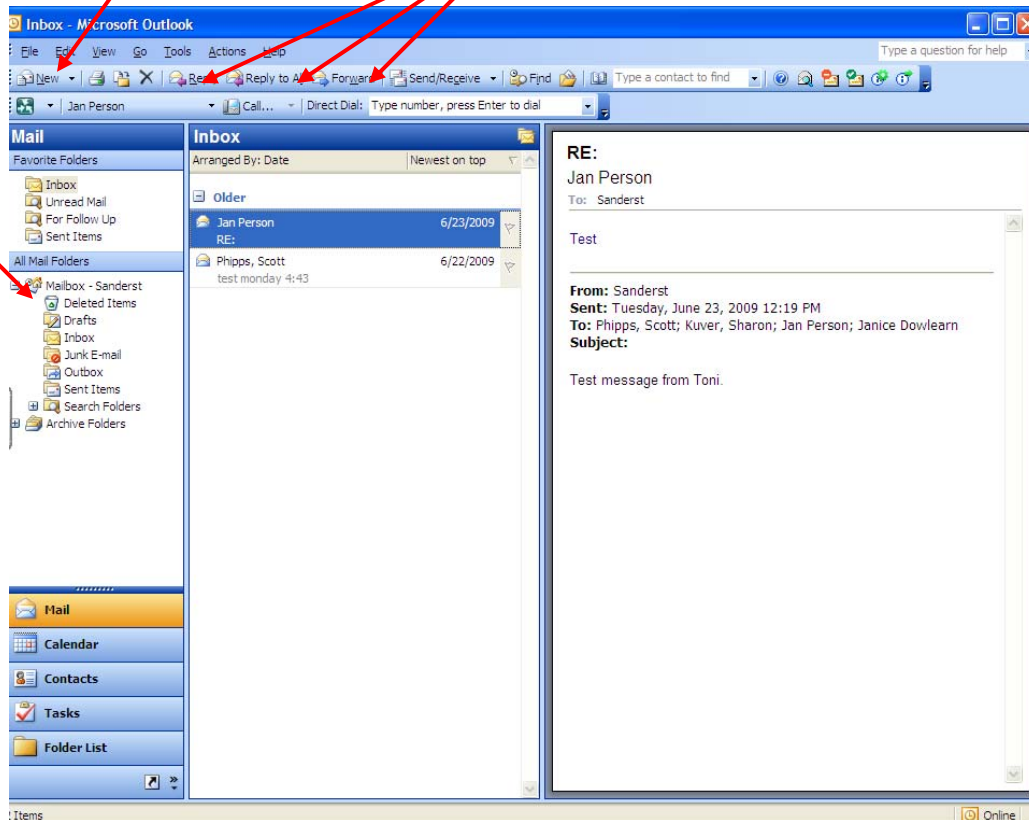 Inbox - Microsoft Outlook
File Edit View Go Tools Actions Help Type a question for help
New Reply to All Forward Send/Receive Find Type a contact to find
Jan Person Call... Direct Dial: Type number, press Enter to dial
Mail
Favorite Folders
Inbox
Unread Mail
For Follow Up
Sent Items
All Mail Folders
Mailbox - Sanderst
Deleted Items
Drafts
Inbox
Junk E-mail
Outbox
Sent Items
Search Folders
Archive Folders
Mail
Calendar
Contacts
Tasks
Folder List
Inbox
Arranged By: Date Newest on top
Older
Jan Person 6/23/2009
RE:
Phipps, Scott 6/22/2009
test monday 4:43
RE:
Jan Person
To: Sanderst
Test
From: Sanderst
Sent: Tuesday, June 23, 2009 12:19 PM
To: Phipps, Scott; Kuver, Sharon; Jan Person; Janice Dowlearn
Subject:
Test message from Toni.
Items Online